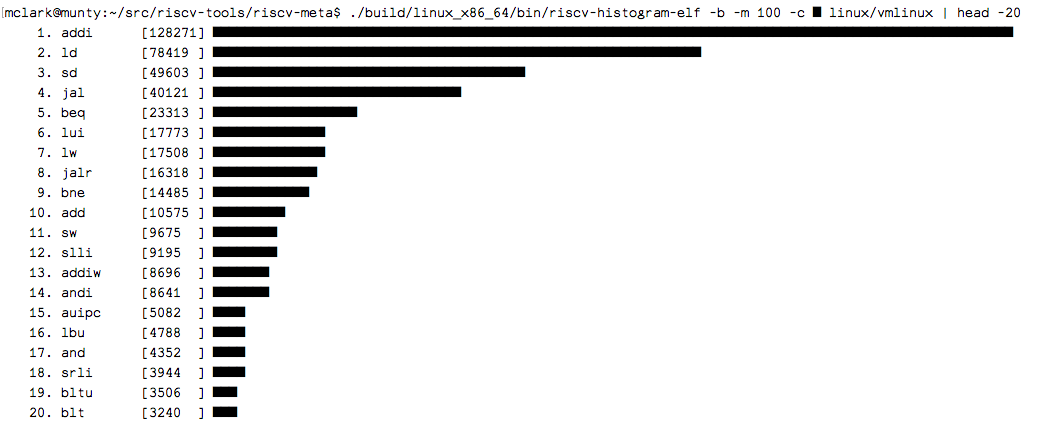 [mclark@munty:~/src/riscv-tools/riscv-meta$ ./build/linux_x86_64/bin/riscv-histogram-elf -b -m 100 -c ■ linux/vmlinux | head -20
1. addi [128271]
2. ld [78419 ]
3. sd [49603 ]
4. jal [40121 ]
5. beq [23313 ]
6. lui [17773 ]
7. lw [17508 ]
8. jalr [16318 ]
9. bne [14485 ]
10. add [10575 ]
11. sw [9675 ]
12. slli [9195 ]
13. addiw [8696 ]
14. andi [8641 ]
15. auipc [5082 ]
16. lbu [4788 ]
17. and [4352 ]
18. srli [3944 ]
19. bltu [3506 ]
20. blt [3240 ]